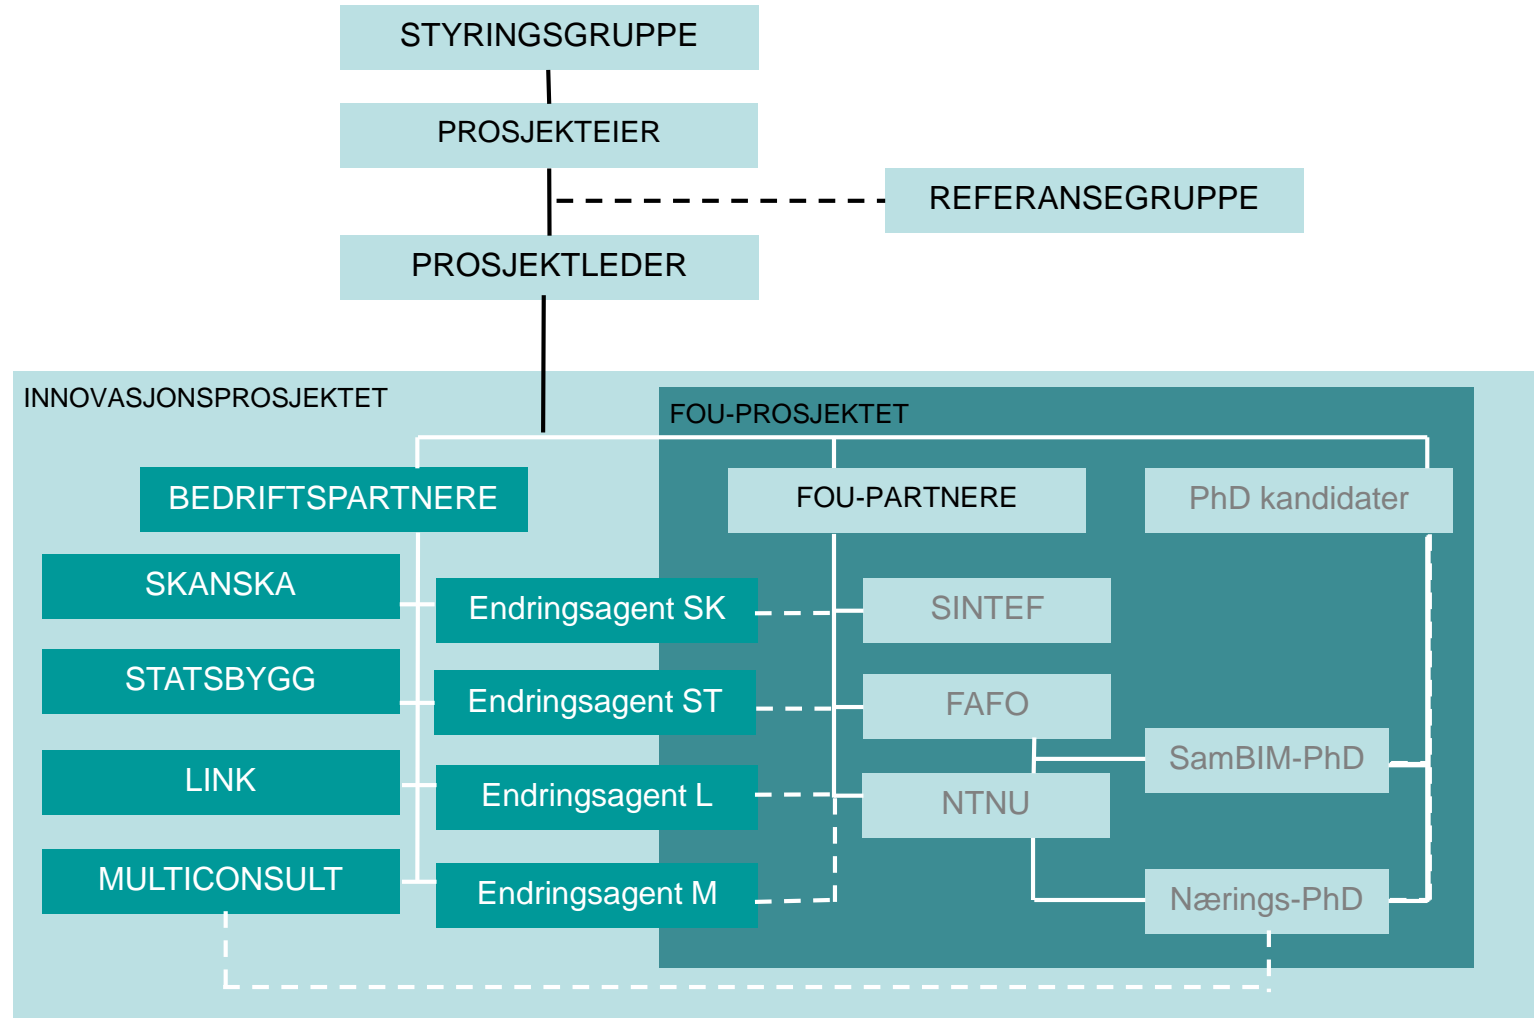 STYRINGSGRUPPE
PROSJEKTEIER
REFERANSEGRUPPE
PROSJEKTLEDER
INNOVASJONSPROSJEKTET
FOU-PROSJEKTET
BEDRIFTSPARTNERE
FOU-PARTNERE
PhD kandidater
SKANSKA
Endringsagent SK
SINTEF
STATSBYGG
Endringsagent ST
FAFO
SamBIM-PhD
LINK
Endringsagent L
NTNU
MULTICONSULT
Endringsagent M
Nærings-PhD